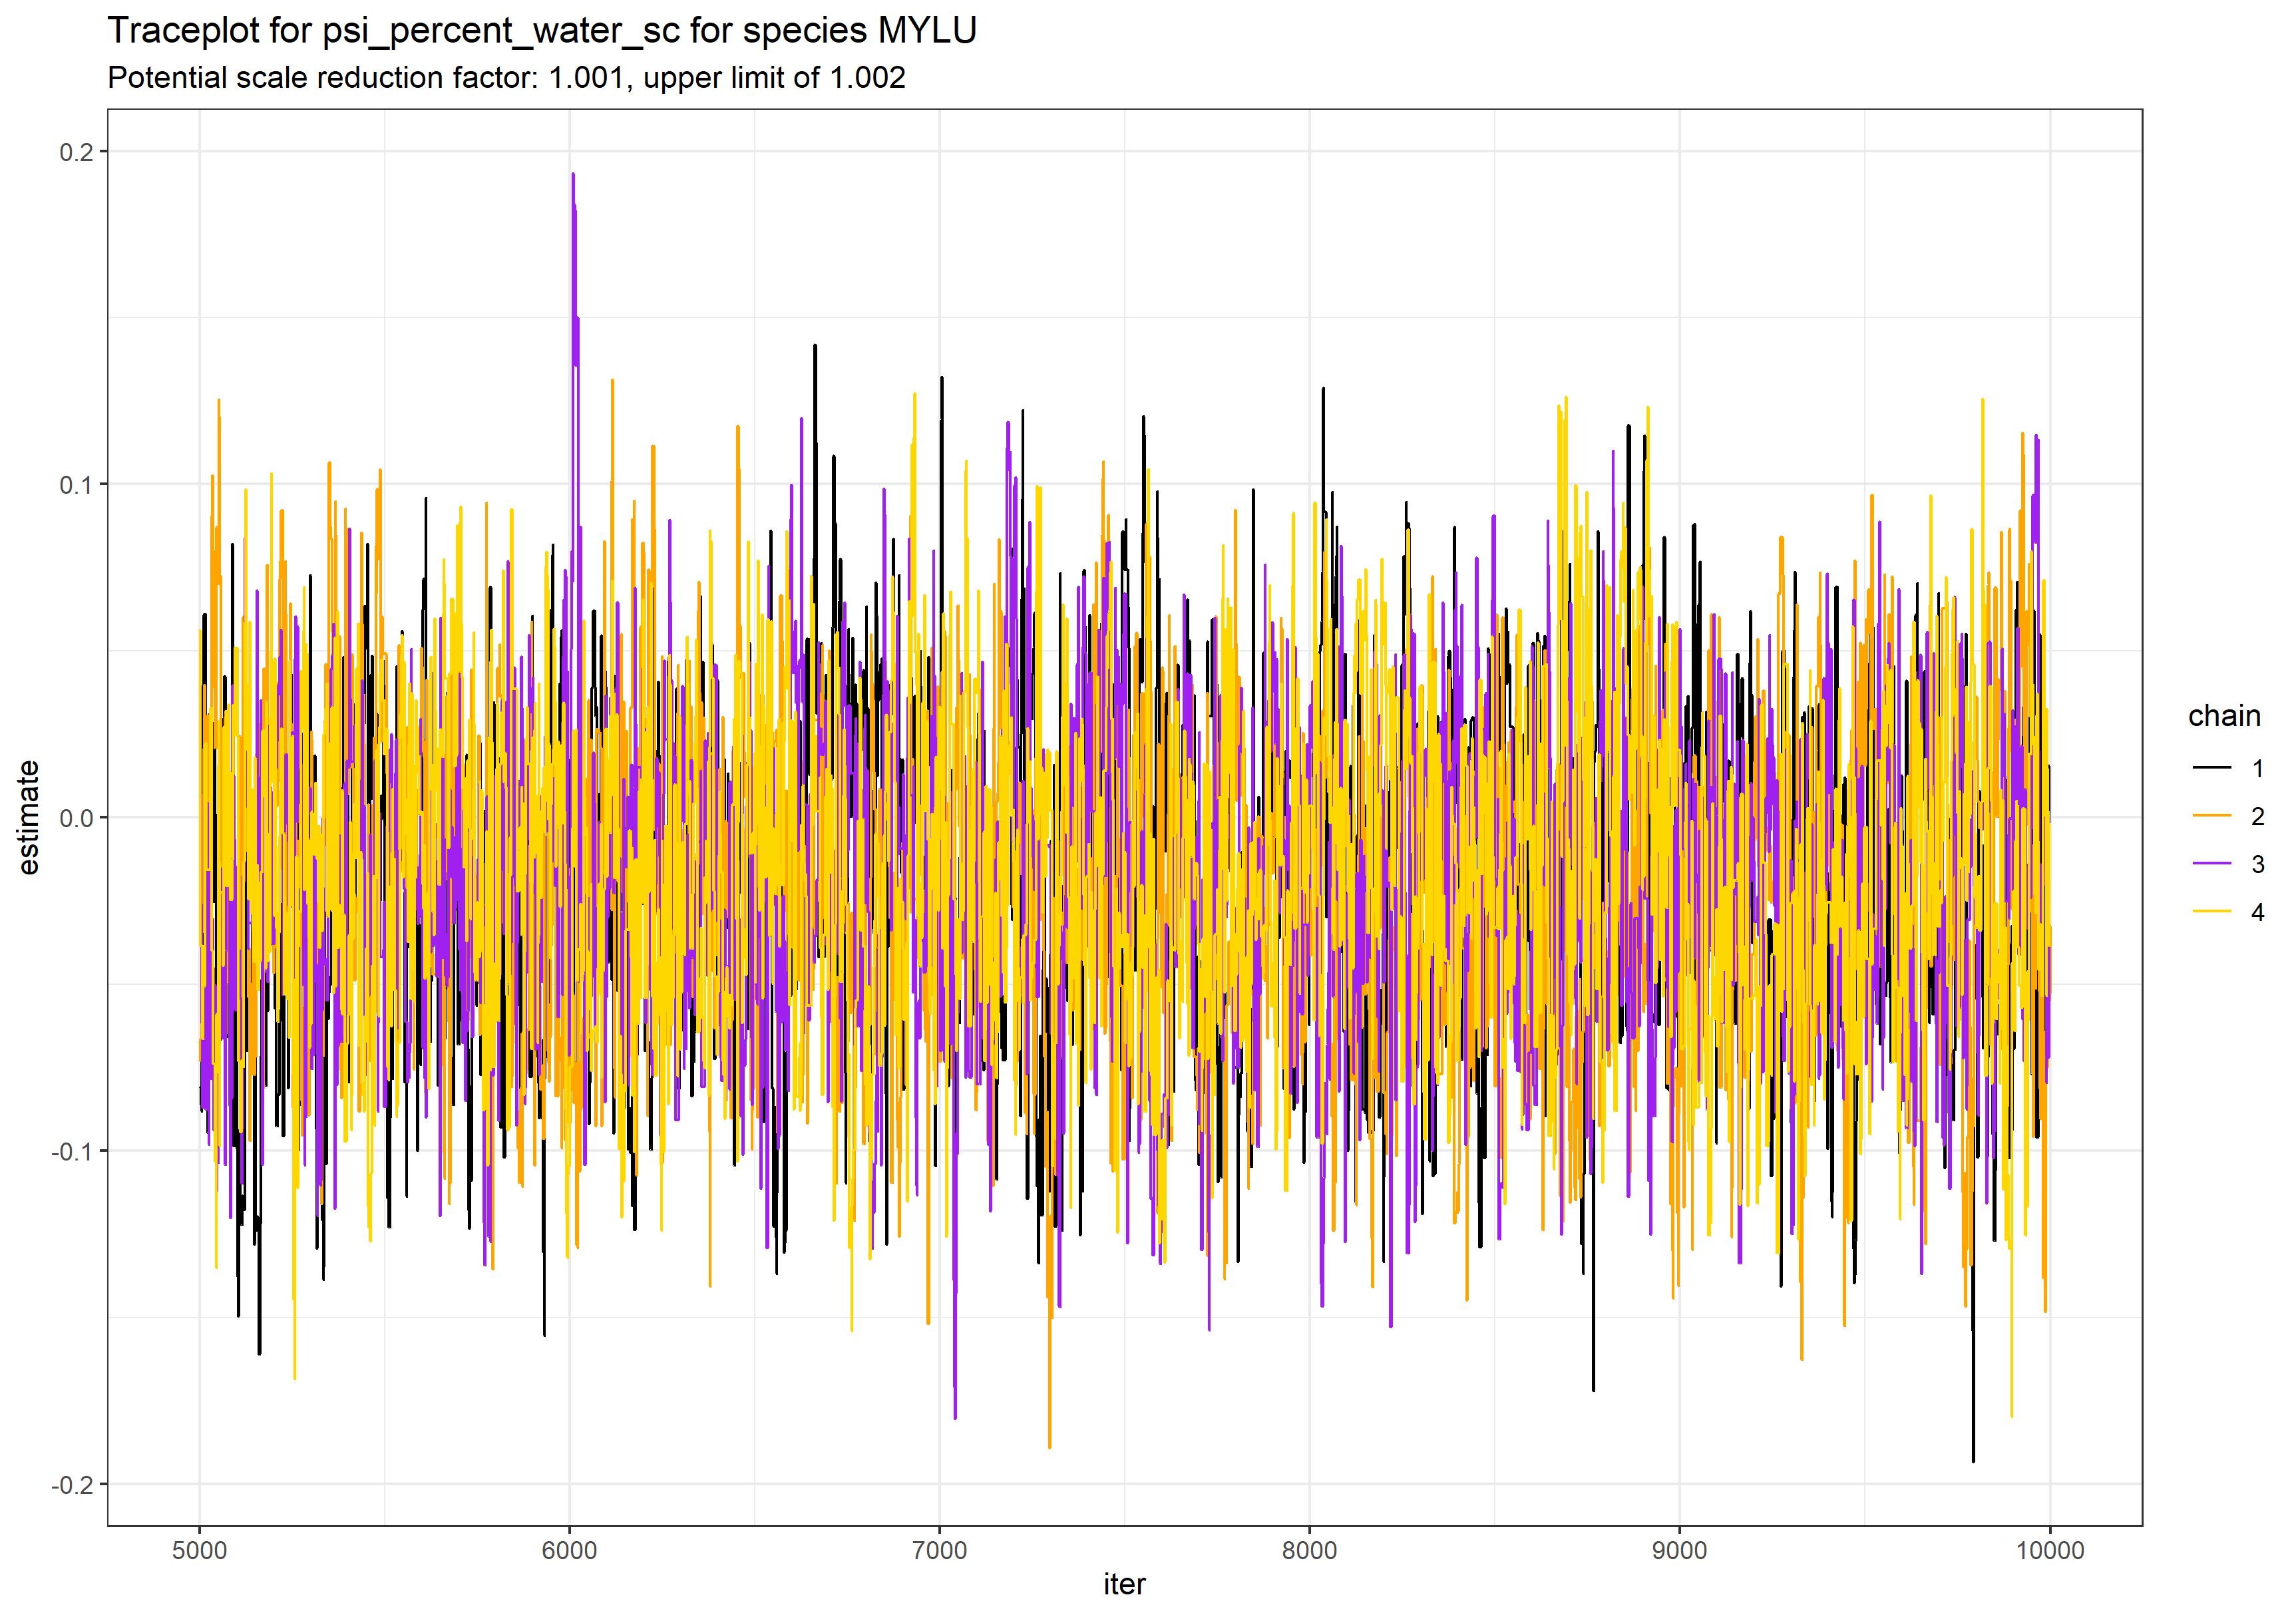 Traceplot for psi_percent_water_sc for species MYLU
Potential scale reduction factor: 1.001, upper limit of 1.002
0.2
0.1
0.0
-0.1
-0.2
estimate
5000 6000 7000 8000 9000 10000
iter
chain
1
2
3
4